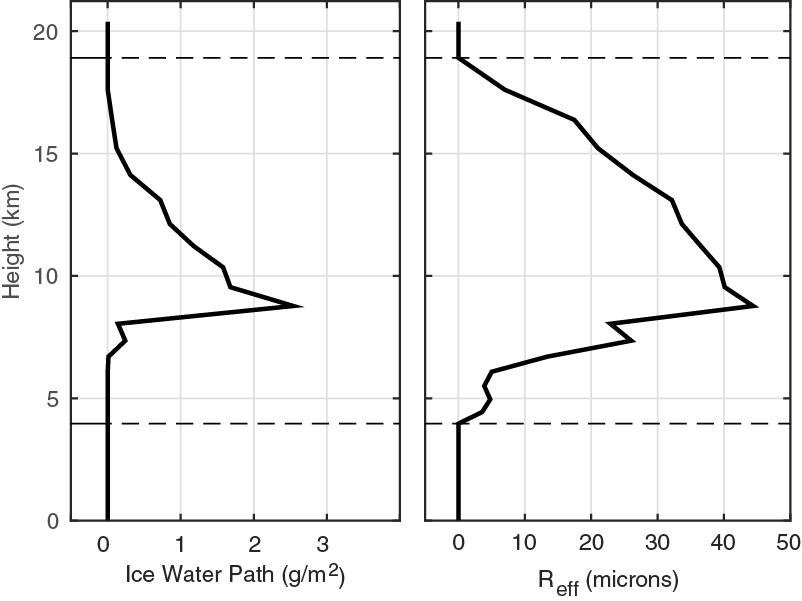 20
15
10
5
0
Height (km)
0 1 2 3
Ice Water Path (g/m2)
0 10 20 30 40 50
Reff (microns)